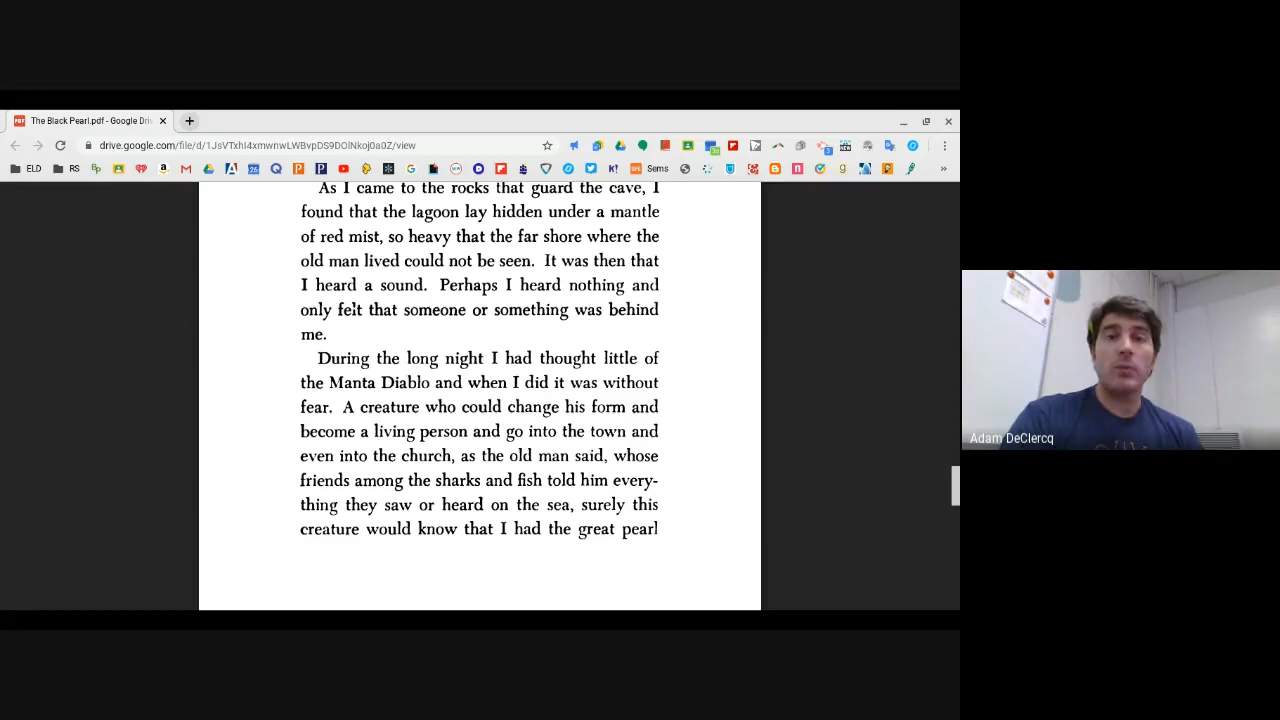 The Black Pearl.pdf - Google Driv
drive.google.com/file/d/1JsVTxhI4xmwnwLWBvpDS9DOlNkoj0a0Z/view
ELD
RS
Sems
As I came to the rocks that guard the cave, I
found that the lagoon lay hidden under a mantle
of red mist, so heavy that the far shore where the
old man lived could not be seen. It was then that
I heard a sound. Perhaps I heard nothing and
only felt that someone or something was behind
me.
During the long night I had thought little of
the Manta Diablo and when I did it was without
fear. A creature who could change his form and
become a living person and go into the town and
even into the church, as the old man said, whose
friends among the sharks and fish told him every-
thing they saw or heard on the sea, surely this
creature would know that I had the great pearl
Adam DeClercq